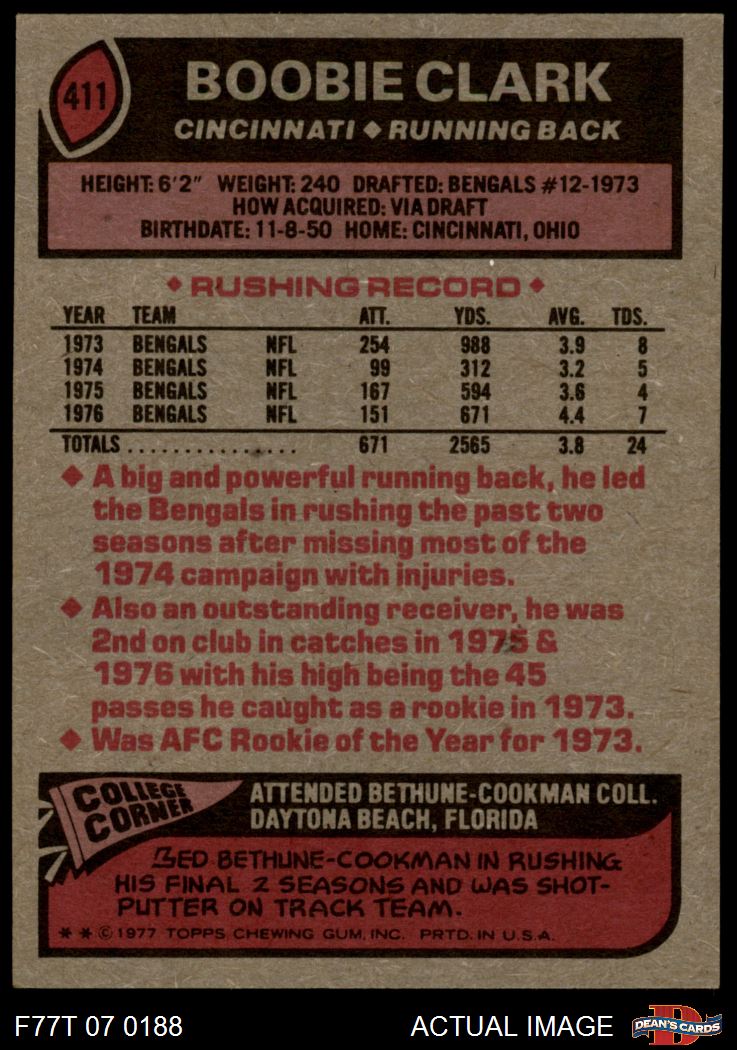 411
BOOBIE CLARK
CINCINNATI ◆ RUNNING BACK
HEIGHT: 6'2" WEIGHT: 240 DRAFTED: BENGALS #12-1973
HOW ACQUIRED: VIA DRAFT
BIRTHDATE: 11-8-50 HOME: CINCINNATI, OHIO
◆ RUSHING RECORD ◆
YEAR TEAM ATT. YDS. AVG. TDS.
1973 BENGALS NFL 254 988 3.9 8
1974 BENGALS NFL 99 312 3.2 5
1975 BENGALS NFL 167 594 3.6 4
1976 BENGALS NFL 151 671 4.4 7
TOTALS ................ 671 2565 3.8 24
◆ A big and powerful running back, he led
the Bengals in rushing the past two
seasons after missing most of the
1974 campaign with injuries.
◆ Also an outstanding receiver, he was
2nd on club in catches in 1975 &
1976 with his high being the 45
passes he caught as a rookie in 1973.
◆ Was AFC Rookie of the Year for 1973.
COLLEGE
CORNER
ATTENDED BETHUNE-COOKMAN COLL.
DAYTONA BEACH, FLORIDA
LED BETHUNE-COOKMAN IN RUSHING
HIS FINAL 2 SEASONS AND WAS SHOT-
PUTTER ON TRACK TEAM.
* * © 1977 TOPPS CHEWING GUM, INC. PRTD. IN U.S.A.
F77T 07 0188 ACTUAL IMAGE
D
DEAN'S CARDS